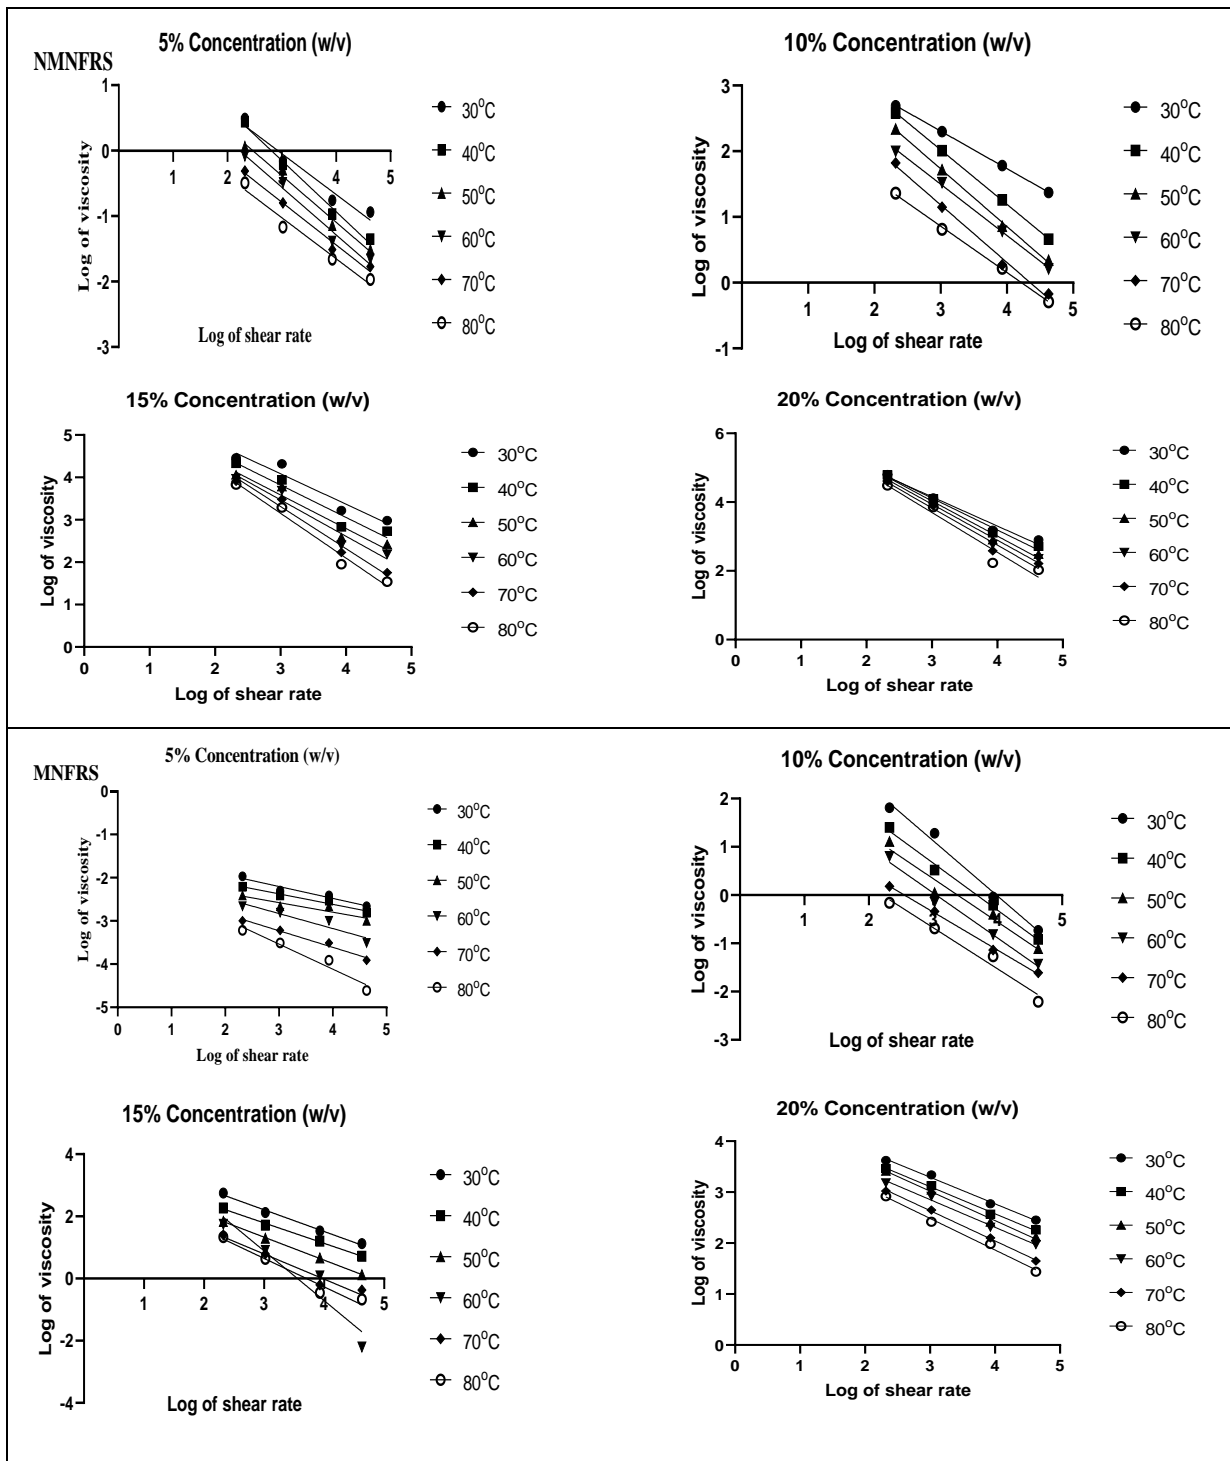 NMNFRS
5% Concentration (w/v)
1
0
-1
-2
-3
1
2
3
4
5
Log of viscosity
Log of shear rate
30°C
40°C
50°C
60°C
70°C
80°C
10% Concentration (w/v)
3
2
1
0
-1
1
2
3
4
5
Log of viscosity
Log of shear rate
30°C
40°C
50°C
60°C
70°C
80°C
15% Concentration (w/v)
5
4
3
2
1
0
0
1
2
3
4
5
Log of viscosity
Log of shear rate
30°C
40°C
50°C
60°C
70°C
80°C
20% Concentration (w/v)
6
4
2
0
0
1
2
3
4
5
Log of viscosity
Log of shear rate
30°C
40°C
50°C
60°C
70°C
80°C
MNFRS
5% Concentration (w/v)
0
-1
-2
-3
-4
-5
0
1
2
3
4
5
Log of viscosity
Log of shear rate
30°C
40°C
50°C
60°C
70°C
80°C
10% Concentration (w/v)
2
1
0
-1
-2
-3
1
2
3
4
5
Log of viscosity
Log of shear rate
30°C
40°C
50°C
60°C
70°C
80°C
15% Concentration (w/v)
4
2
0
-2
-4
1
2
3
4
5
Log of viscosity
Log of shear rate
30°C
40°C
50°C
60°C
70°C
80°C
20% Concentration (w/v)
4
3
2
1
0
0
1
2
3
4
5
Log of viscosity
Log of shear rate
30°C
40°C
50°C
60°C
70°C
80°C